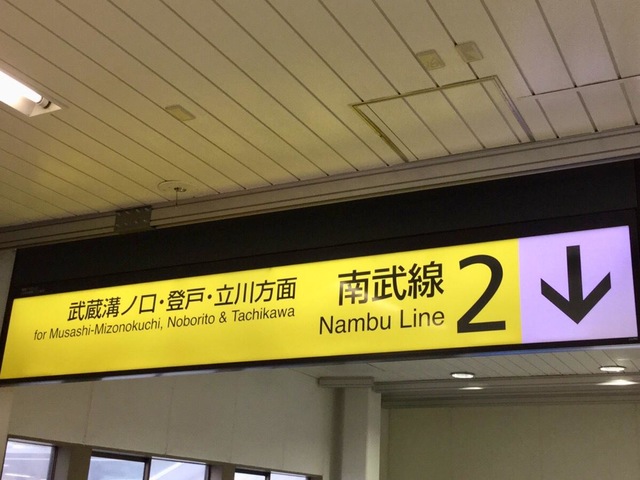 武蔵溝ノ口・登戸・立川方面
for Musashi-Mizonokuchi, Noborito & Tachikawa
南武線 2 ↓
Nambu Line